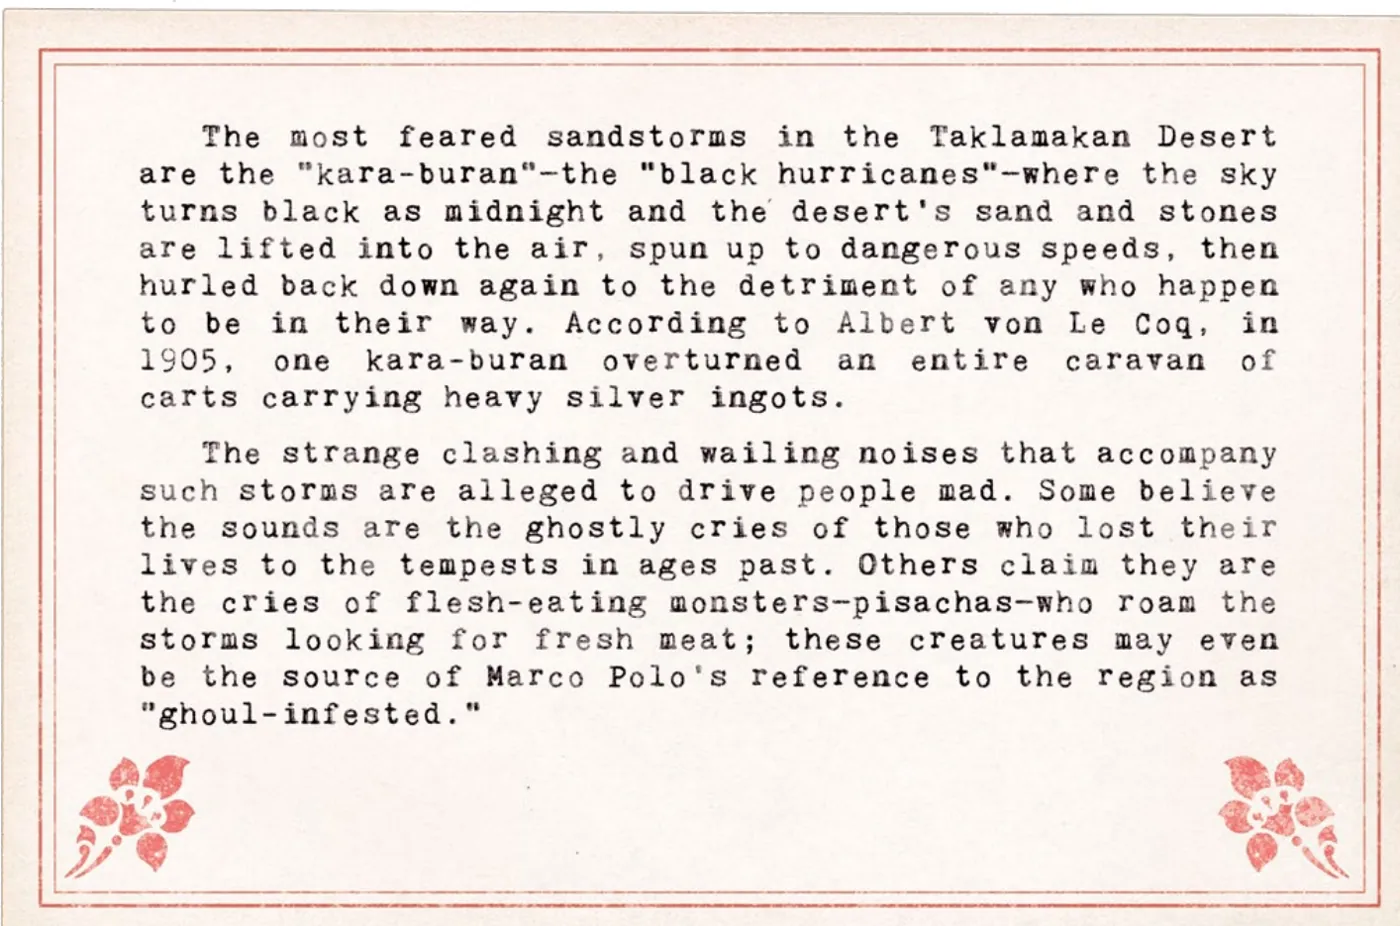 The most feared sandstorms in the Taklamakan Desert
are the "kara-buran"—the "black hurricanes"—where the sky
turns black as midnight and the desert's sand and stones
are lifted into the air, spun up to dangerous speeds, then
hurled back down again to the detriment of any who happen
to be in their way. According to Albert von Le Coq, in
1905, one kara-buran overturned an entire caravan of
carts carrying heavy silver ingots.
The strange clashing and wailing noises that accompany
such storms are alleged to drive people mad. Some believe
the sounds are the ghostly cries of those who lost their
lives to the tempests in ages past. Others claim they are
the cries of flesh-eating monsters—pisachas—who roam the
storms looking for fresh meat; these creatures may even
be the source of Marco Polo's reference to the region as
"ghoul-infested."